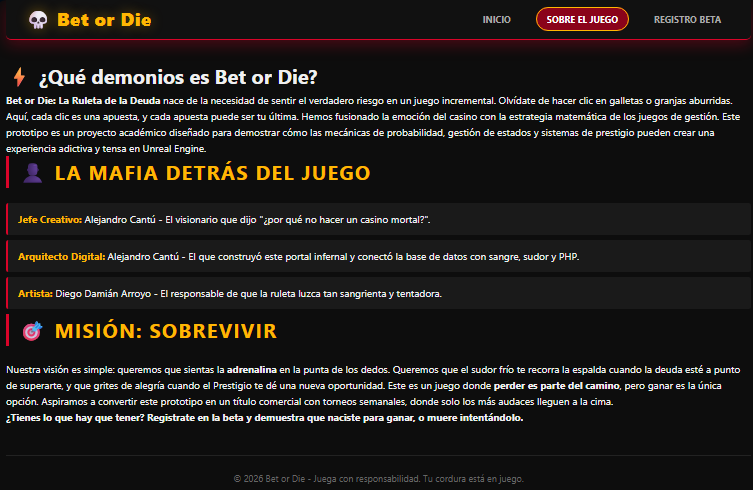 Bet or Die
INICIO
SOBRE EL JUEGO
REGISTRO BETA
¿Qué demonios es Bet or Die?
Bet or Die: La Ruleta de la Deuda nace de la necesidad de sentir el verdadero riesgo en un juego incremental. Olvídate de hacer clic en galletas o granjas aburridas.
Aquí, cada clic es una apuesta, y cada apuesta puede ser tu última. Hemos fusionado la emoción del casino con la estrategia matemática de los juegos de gestión. Este
prototipo es un proyecto académico diseñado para demostrar cómo las mecánicas de probabilidad, gestión de estados y sistemas de prestigio pueden crear una
experiencia adictiva y tensa en Unreal Engine.
LA MAFIA DETRÁS DEL JUEGO
Jefe Creativo: Alejandro Cantú - El visionario que dijo "¿por qué no hacer un casino mortal?".
Arquitecto Digital: Alejandro Cantú - El que construyó este portal infernal y conectó la base de datos con sangre, sudor y PHP.
Artista: Diego Damián Arroyo - El responsable de que la ruleta luzca tan sangrienta y tentadora.
MISIÓN: SOBREVIVIR
Nuestra visión es simple: queremos que sientas la adrenalina en la punta de los dedos. Queremos que el sudor frío te recorra la espalda cuando la deuda esté a punto
de superarte, y que grites de alegría cuando el Prestigio te dé una nueva oportunidad. Este es un juego donde perder es parte del camino, pero ganar es la única
opción. Aspiramos a convertir este prototipo en un título comercial con torneos semanales, donde solo los más audaces lleguen a la cima.
¿Tienes lo que hay que tener? Registrate en la beta y demuestra que naciste para ganar, o muere intentándolo.
© 2026 Bet or Die - Juega con responsabilidad. Tu cordura está en juego.